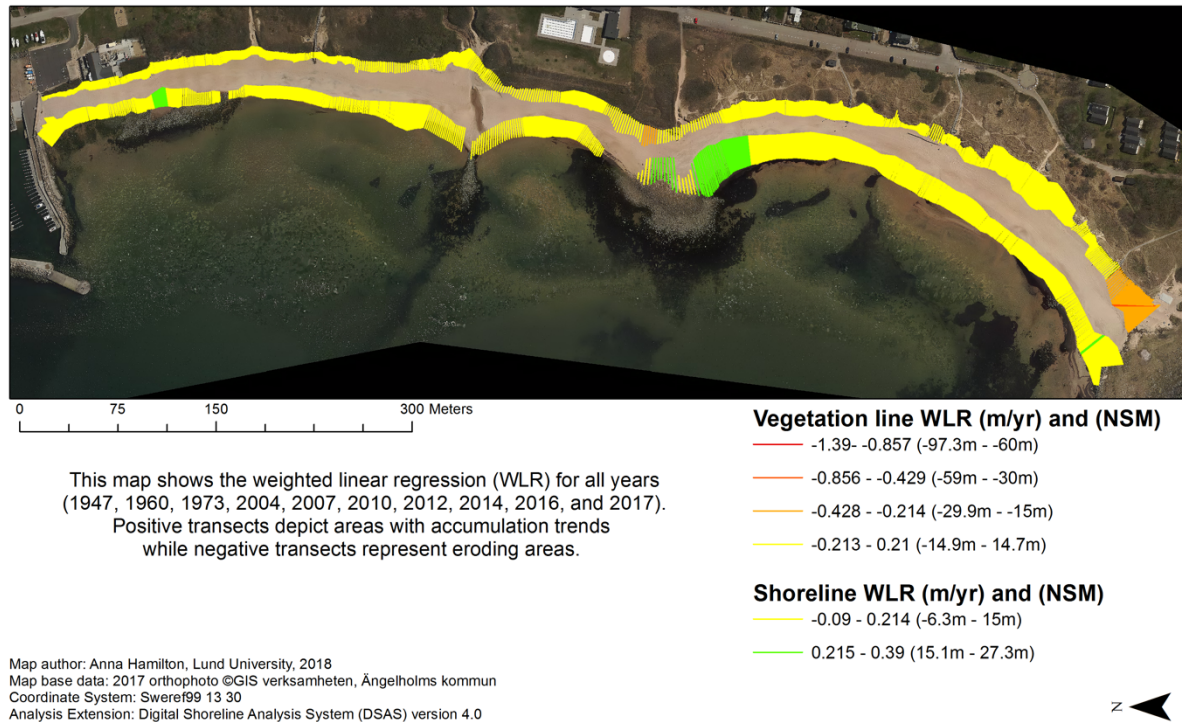 0 75 150 300 Meters
This map shows the weighted linear regression (WLR) for all years
(1947, 1960, 1973, 2004, 2007, 2010, 2012, 2014, 2016, and 2017).
Positive transects depict areas with accumulation trends
while negative transects represent eroding areas.
Vegetation line WLR (m/yr) and (NSM)
-1.39- -0.857 (-97.3m - -60m)
-0.856 - -0.429 (-59m - -30m)
-0.428 - -0.214 (-29.9m - -15m)
-0.213 - 0.21 (-14.9m - 14.7m)
Shoreline WLR (m/yr) and (NSM)
-0.09 - 0.214 (-6.3m - 15m)
0.215 - 0.39 (15.1m - 27.3m)
Map author: Anna Hamilton, Lund University, 2018
Map base data: 2017 orthophoto ©GIS verksamheten, Ängelholms kommun
Coordinate System: Sweref99 13 30
Analysis Extension: Digital Shoreline Analysis System (DSAS) version 4.0
N